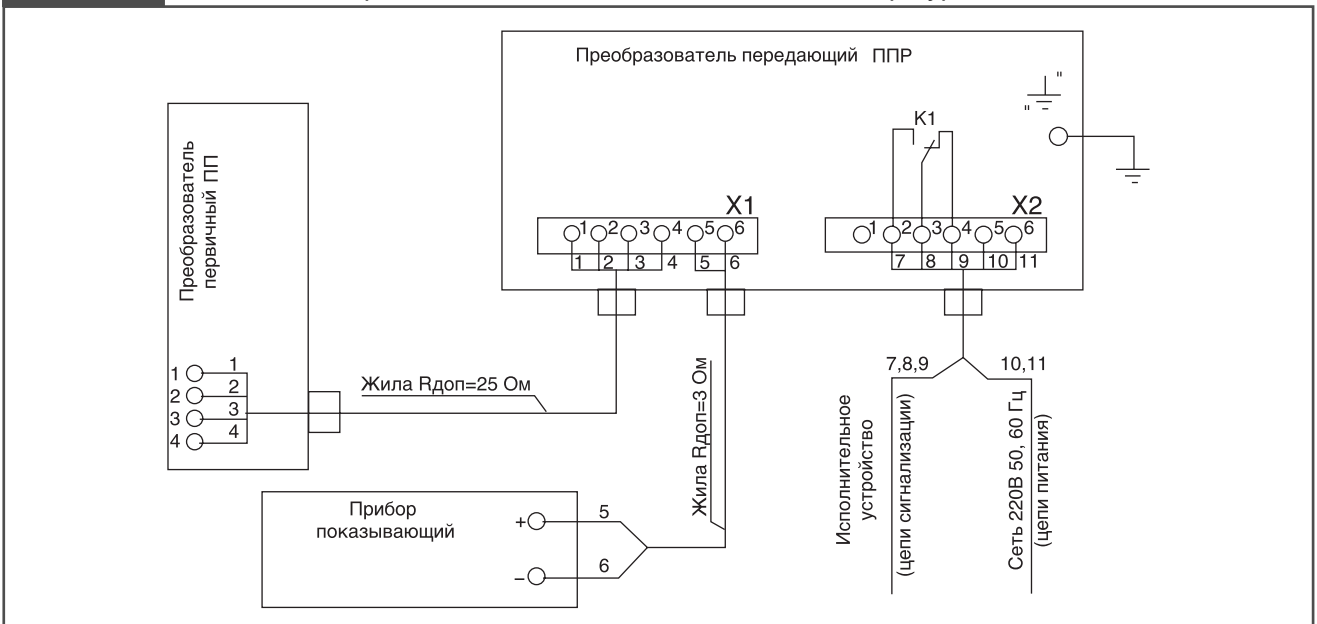 Преобразователь передающий ППР
"
"
K1
Преобразователь
первичный ПП
X1
X2
1 2 3 4 5 6
1 2 3 4 5 6
1 2 3 4 5 6
7 8 9 10 11
1 1
2 2
3 3
4 4
Жила Rдоп=25 Ом
Жила Rдоп=3 Ом
7,8,9
10,11
Исполнительное
устройство
(цепи сигнализации)
Сеть 220В 50, 60 Гц
(цепи питания)
Прибор
показывающий
+ 5
– 6